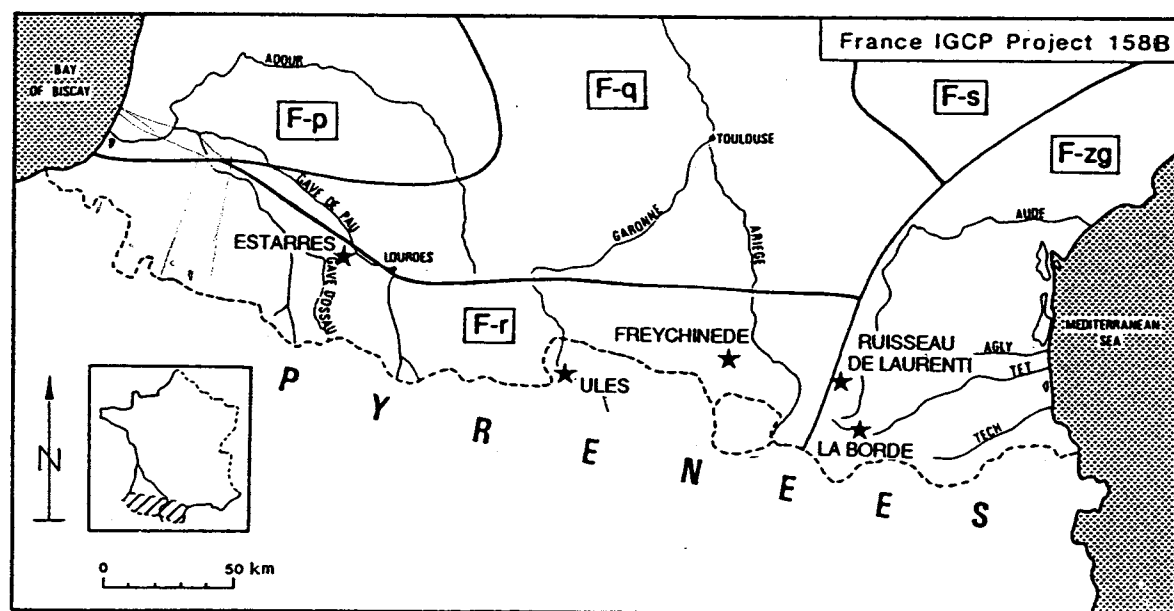 France IGCP Project 158B
BAY
OF BISCAY
ADOUR
F-p
F-q
F-s
F-zg
TOULOUSE
GAVE DE PAU
GARONNE
ARIEGE
AUDE
ESTARRES
LOURDES
GAVE D'OSSAU
F-r
FREYCHINEDE
RUISSEAU
DE LAURENTI
AGLY
TET
MEDITERRANEAN
SEA
ULES
LA BORDE
TECH
PYRENEES
N
0 50 km